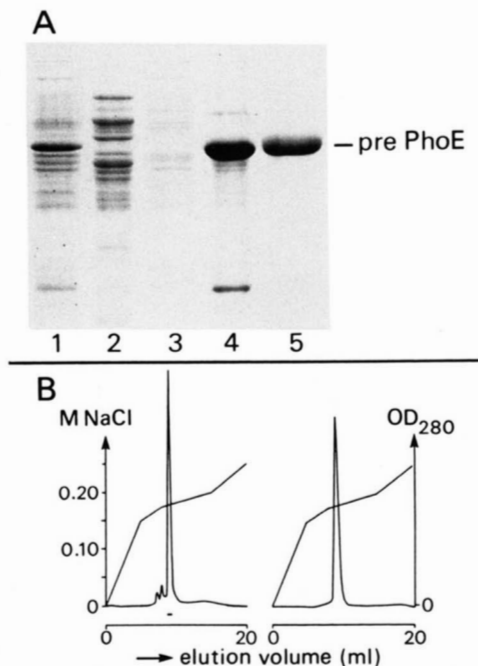 A
– pre PhoE
1 2 3 4 5
B
M NaCl
OD280
0.20
0.10
0
0
0 20 0 20
→ elution volume (ml)